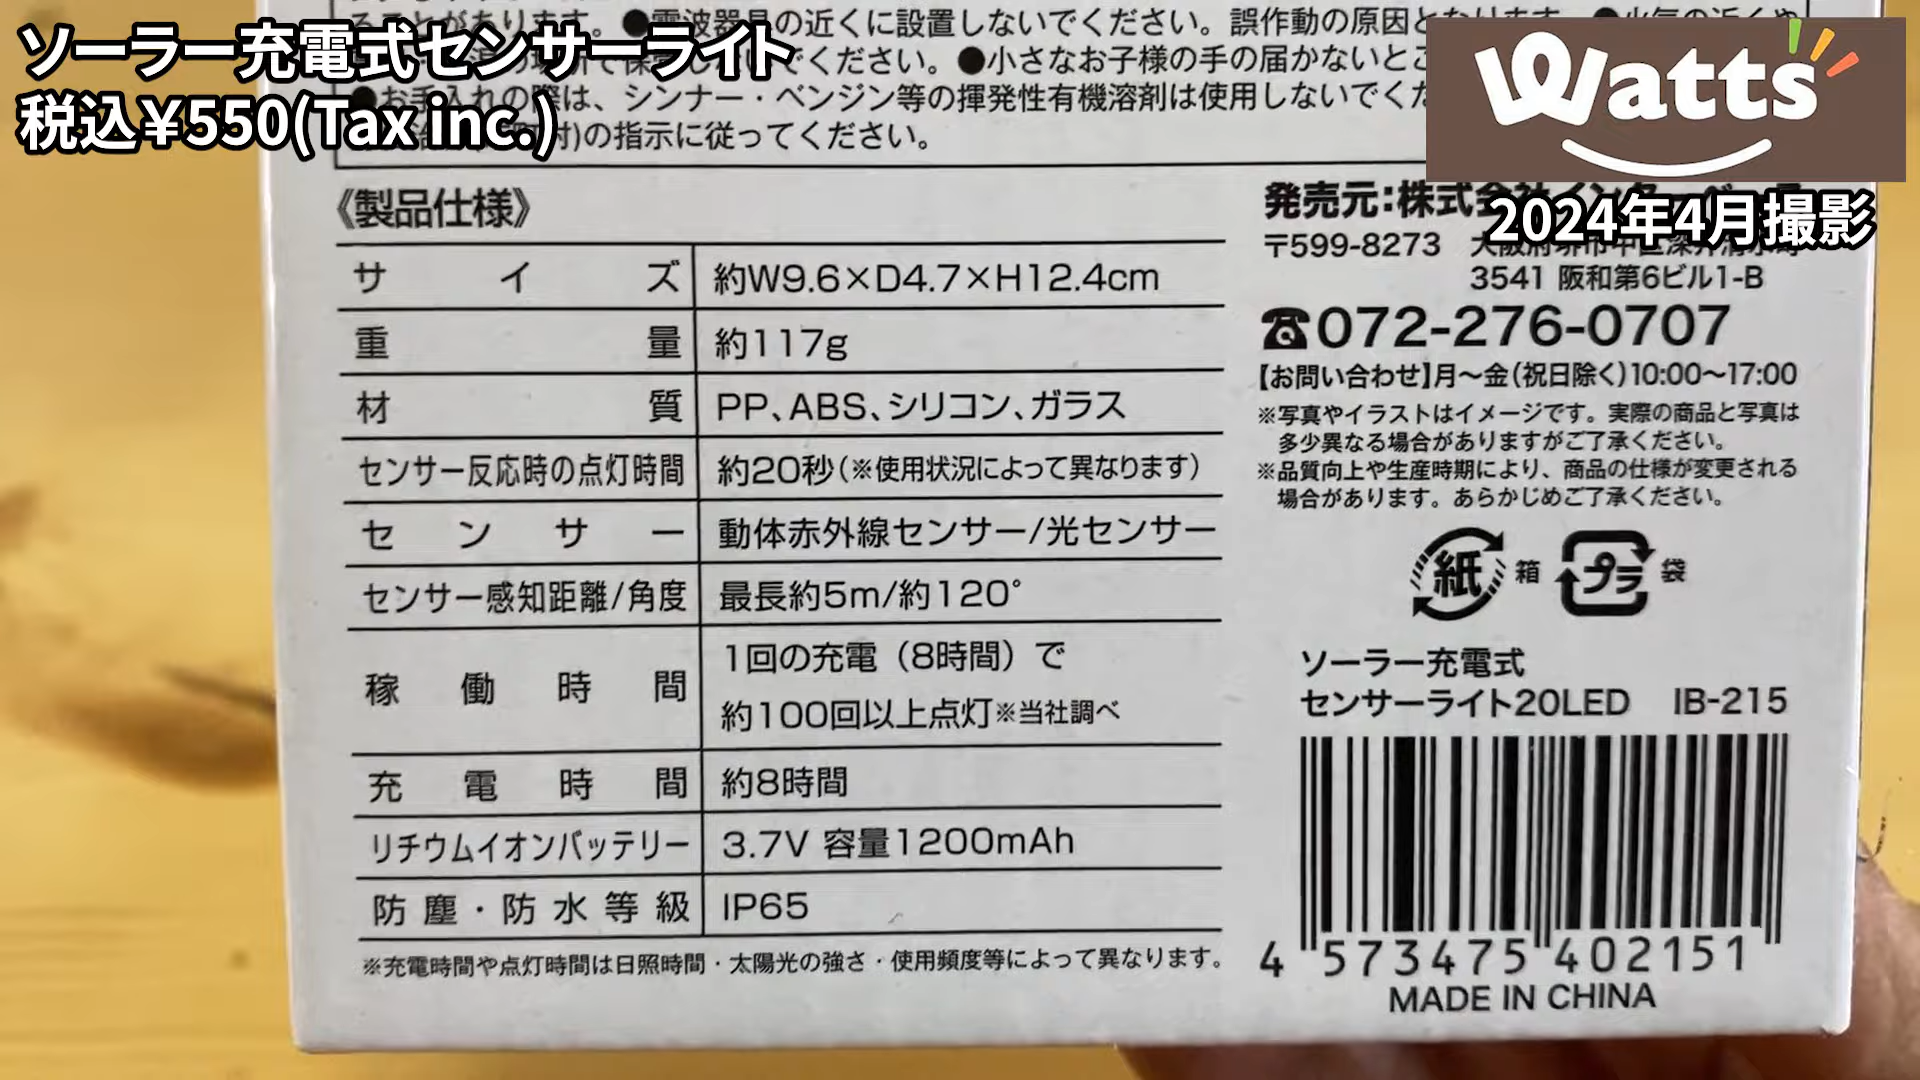 ソーラー充電式センサーライト
税込￥550(Tax inc.)
Watts
2024年4月撮影
の近くに設置しないでください。誤作動の原因と
ください。●小さなお子様の手の届かないとこ
●お手入れの際は、シンナー・ベンジン等の揮発性有機溶剤は使用しないでくだ
の指示に従ってください。
《製品仕様》
サイズ 約W9.6×D4.7×H12.4cm
重量 約117g
材質 PP、ABS、シリコン、ガラス
センサー反応時の点灯時間 約20秒(※使用状況によって異なります)
センサー 動体赤外線センサー/光センサー
センサー感知距離/角度 最長約5m/約120°
稼働時間 1回の充電（8時間）で
約100回以上点灯※当社調べ
充電時間 約8時間
リチウムイオンバッテリー 3.7V 容量1200mAh
防塵・防水等級 IP65
※充電時間や点灯時間は日照時間・太陽光の強さ・使用頻度等によって異なります。
発売元:株式会社
〒599-8273
3541 阪和第6ビル1-B
☎072-276-0707
【お問い合わせ】月〜金(祝日除く)10:00〜17:00
※写真やイラストはイメージです。実際の商品と写真は
多少異なる場合がありますがご了承ください。
※品質向上や生産時期により、商品の仕様が変更される
場合があります。あらかじめご了承ください。
紙 箱 プラ 袋
ソーラー充電式
センサーライト20LED IB-215
4 573475 402151
MADE IN CHINA